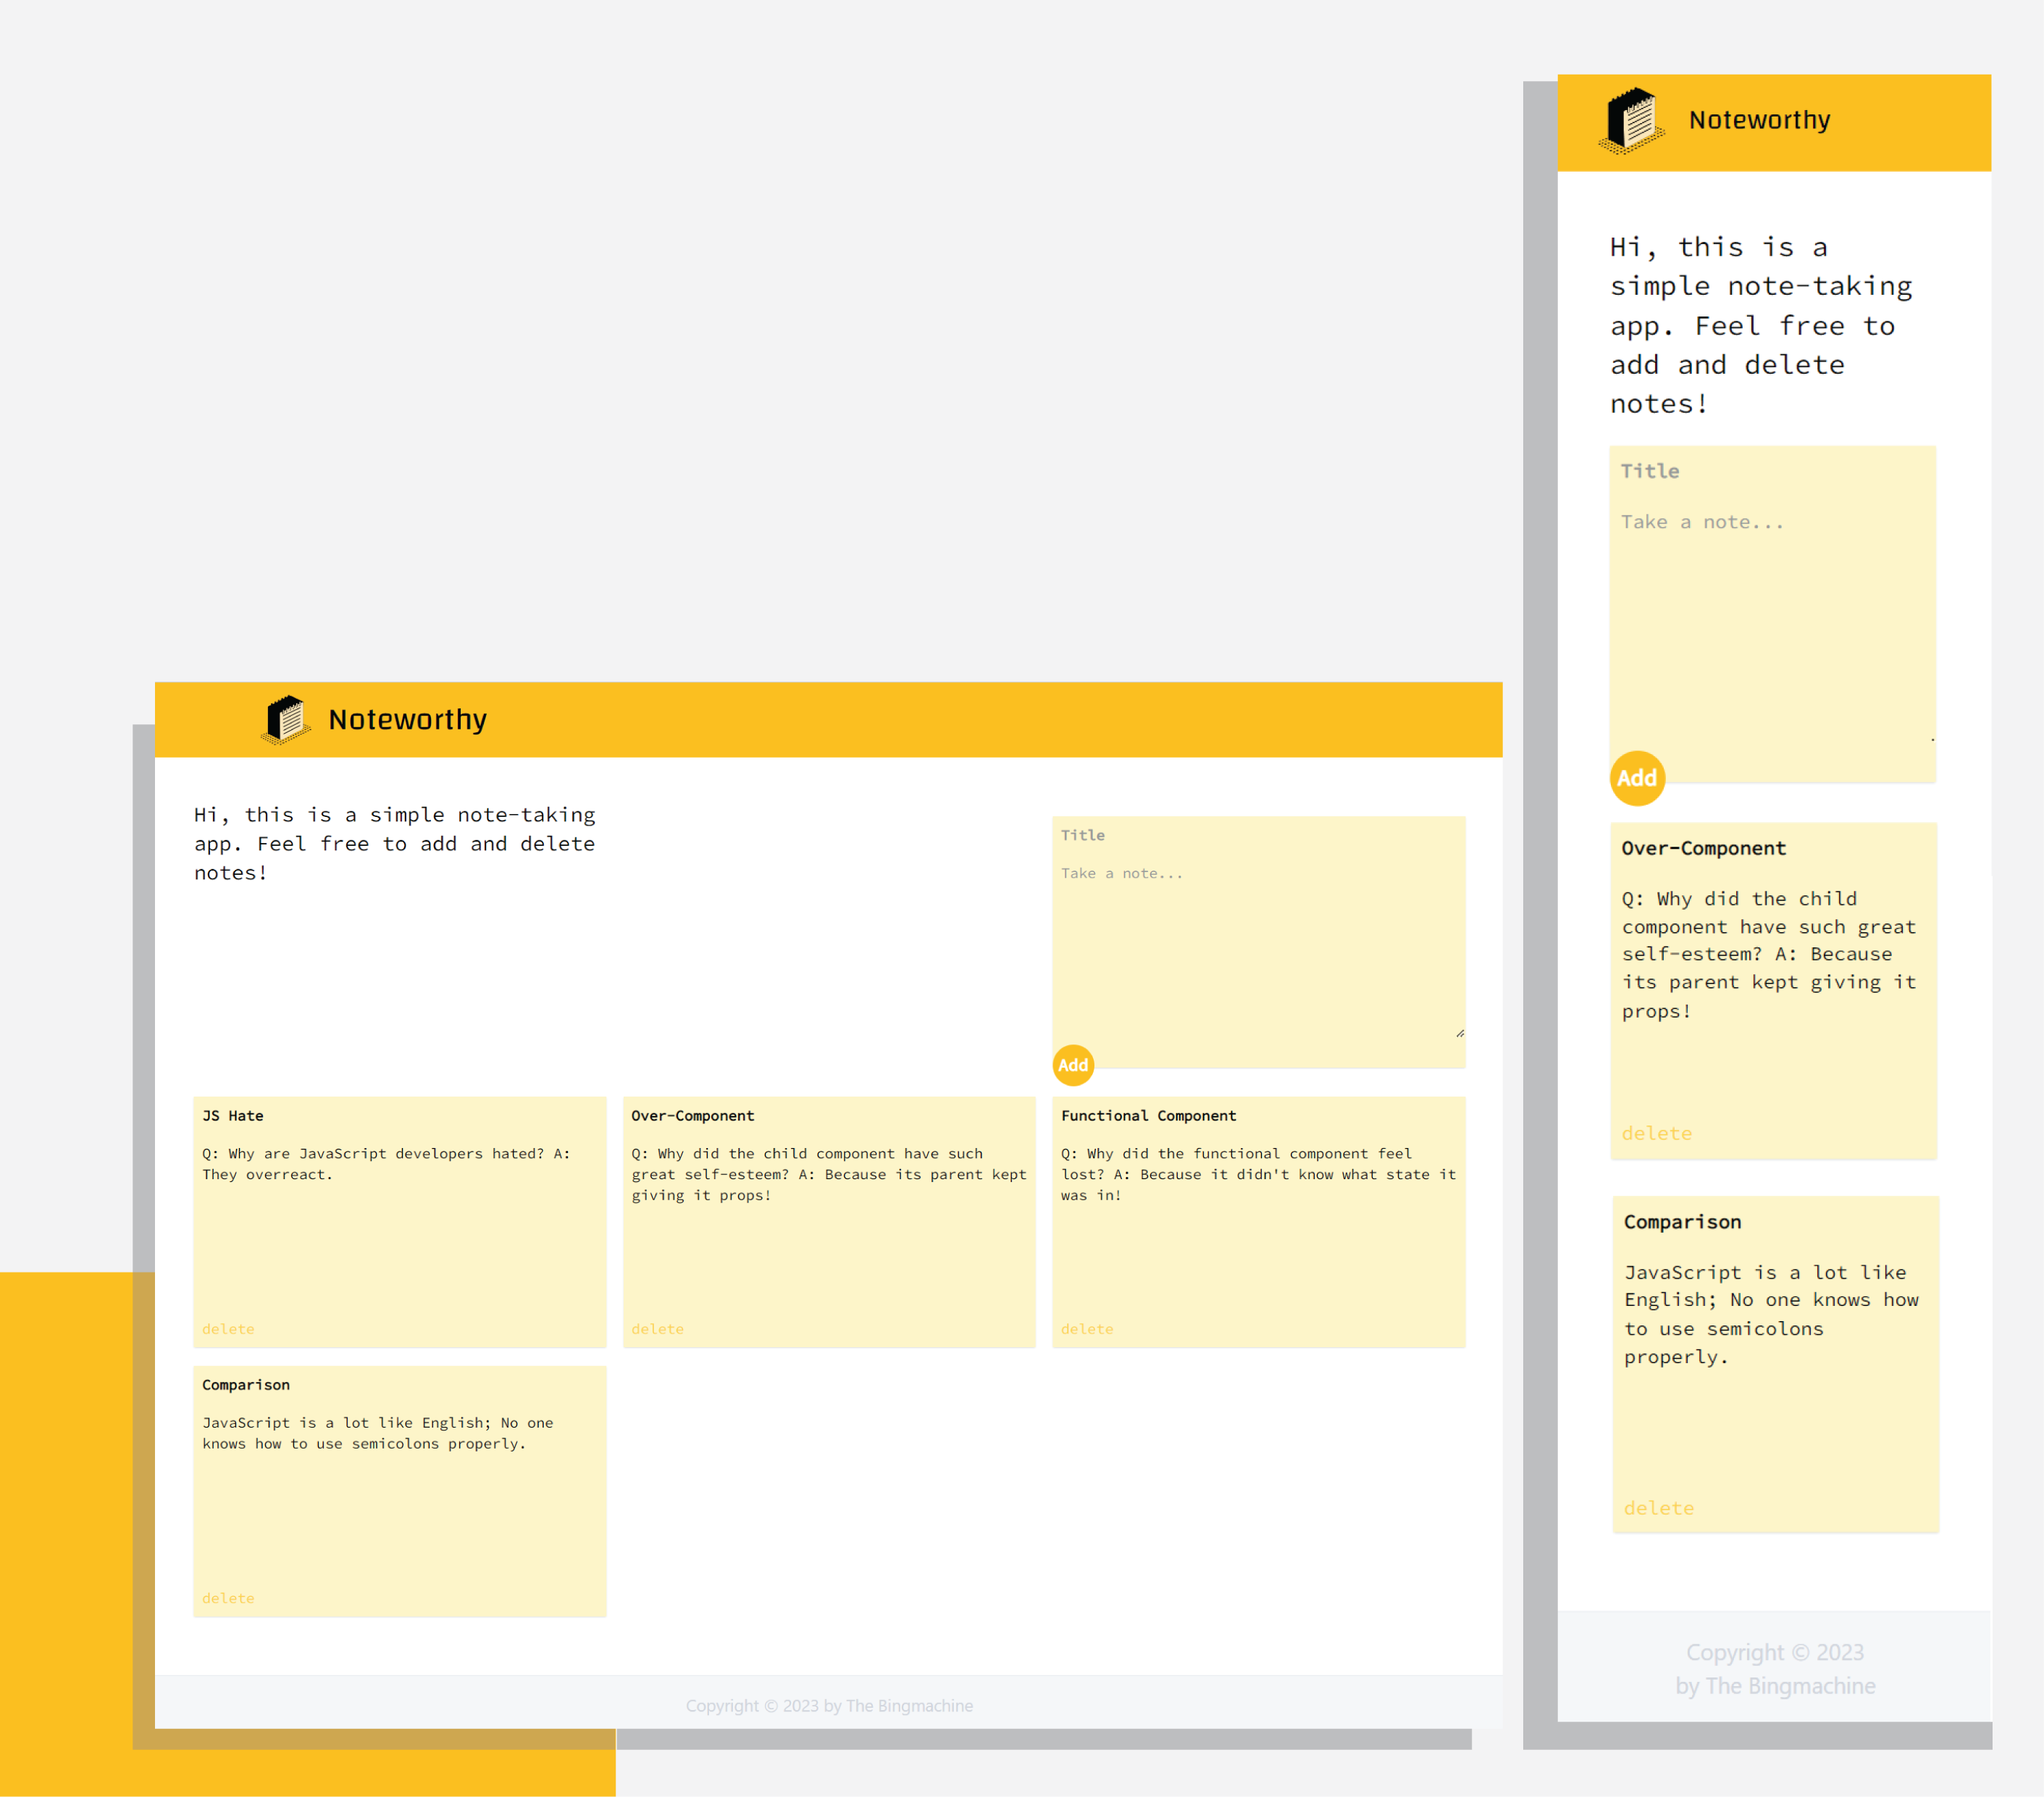 Noteworthy
Hi, this is a simple note-taking
app. Feel free to add and delete
notes!
Title
Take a note...
Add
JS Hate
Q: Why are JavaScript developers hated? A:
They overreact.
delete
Over-Component
Q: Why did the child component have such
great self-esteem? A: Because its parent kept
giving it props!
delete
Functional Component
Q: Why did the functional component feel
lost? A: Because it didn't know what state it
was in!
delete
Comparison
JavaScript is a lot like English; No one
knows how to use semicolons properly.
delete
Copyright © 2023 by The Bingmachine
Noteworthy
Hi, this is a
simple note-taking
app. Feel free to
add and delete
notes!
Title
Take a note...
Add
Over-Component
Q: Why did the child
component have such great
self-esteem? A: Because
its parent kept giving it
props!
delete
Comparison
JavaScript is a lot like
English; No one knows how
to use semicolons
properly.
delete
Copyright © 2023
by The Bingmachine